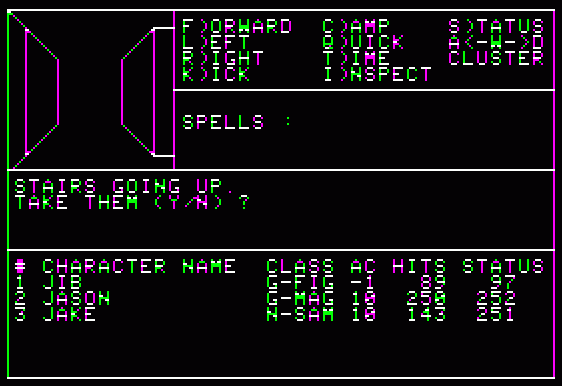 F)ORWARD C)AMP S)TATUS
L)EFT Q)UICK A<-W->D
R)IGHT T)IME CLUSTER
K)ICK I)NSPECT
SPELLS :
STAIRS GOING UP.
TAKE THEM (Y/N) ?
# CHARACTER NAME CLASS AC HITS STATUS
1 JIB G-FIG -1 89 97
2 JASON G-MAG 10 250 252
3 JAKE N-SAM 10 143 251